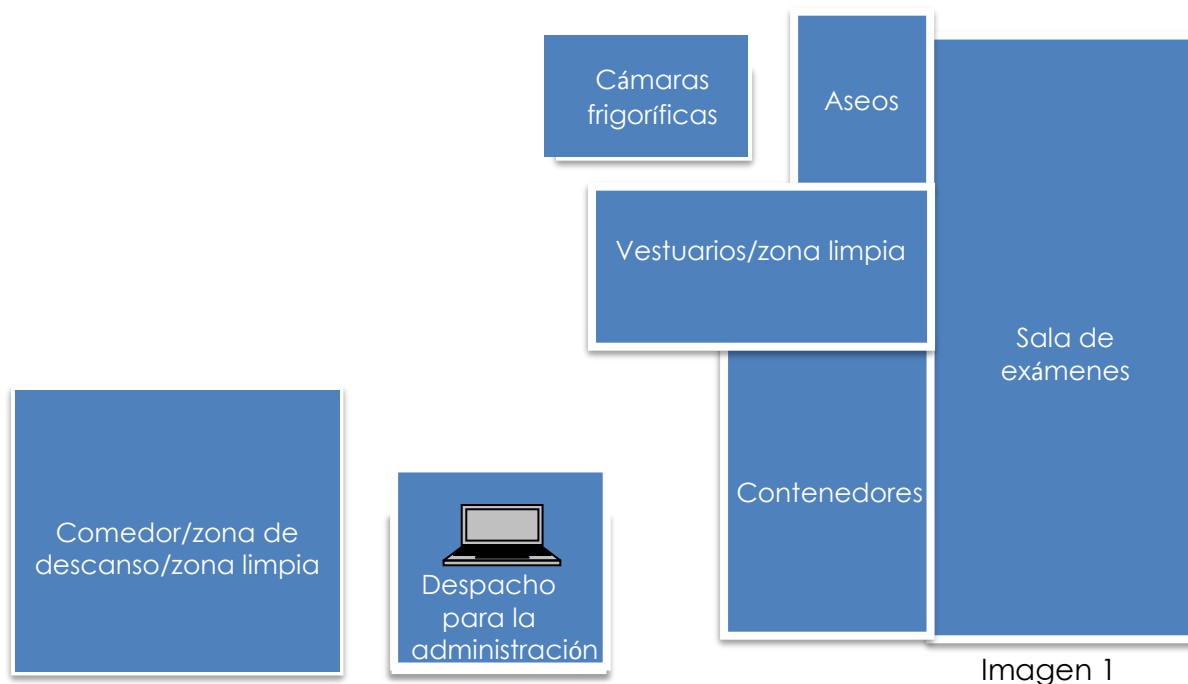 Cámaras
frigoríficas
Aseos
Vestuarios/zona limpia
Sala de
exámenes
Contenedores
Comedor/zona de
descanso/zona limpia
Despacho
para la
administración
Imagen 1